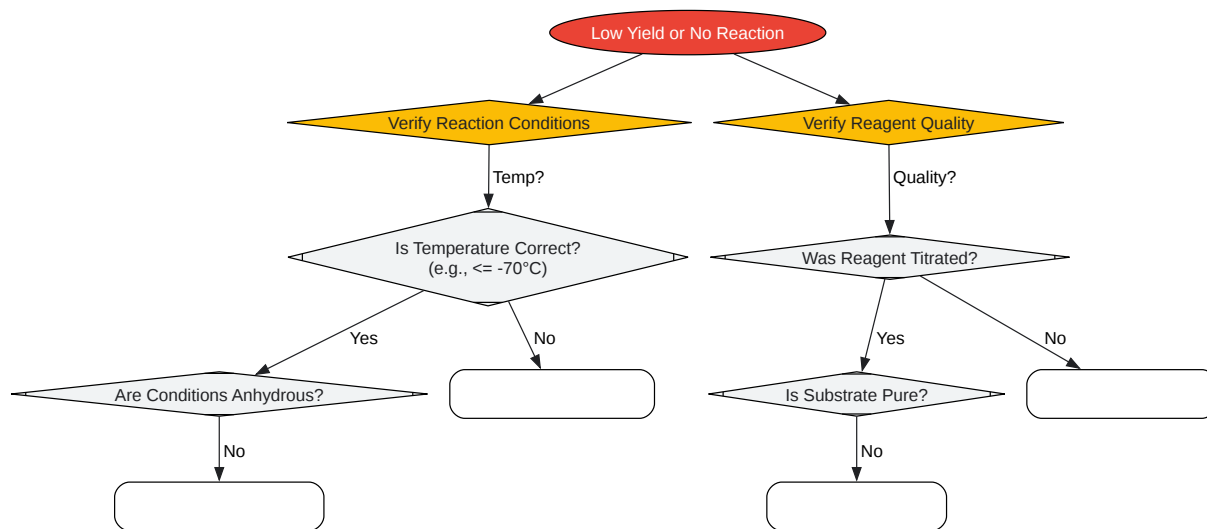 Low Yield or No Reaction
Verify Reaction Conditions
Verify Reagent Quality
Temp?
Quality?
Is Temperature Correct?
(e.g., <= -70°C)
Was Reagent Titrated?
Yes
No
Yes
No
Are Conditions Anhydrous?
Is Substrate Pure?
No
No